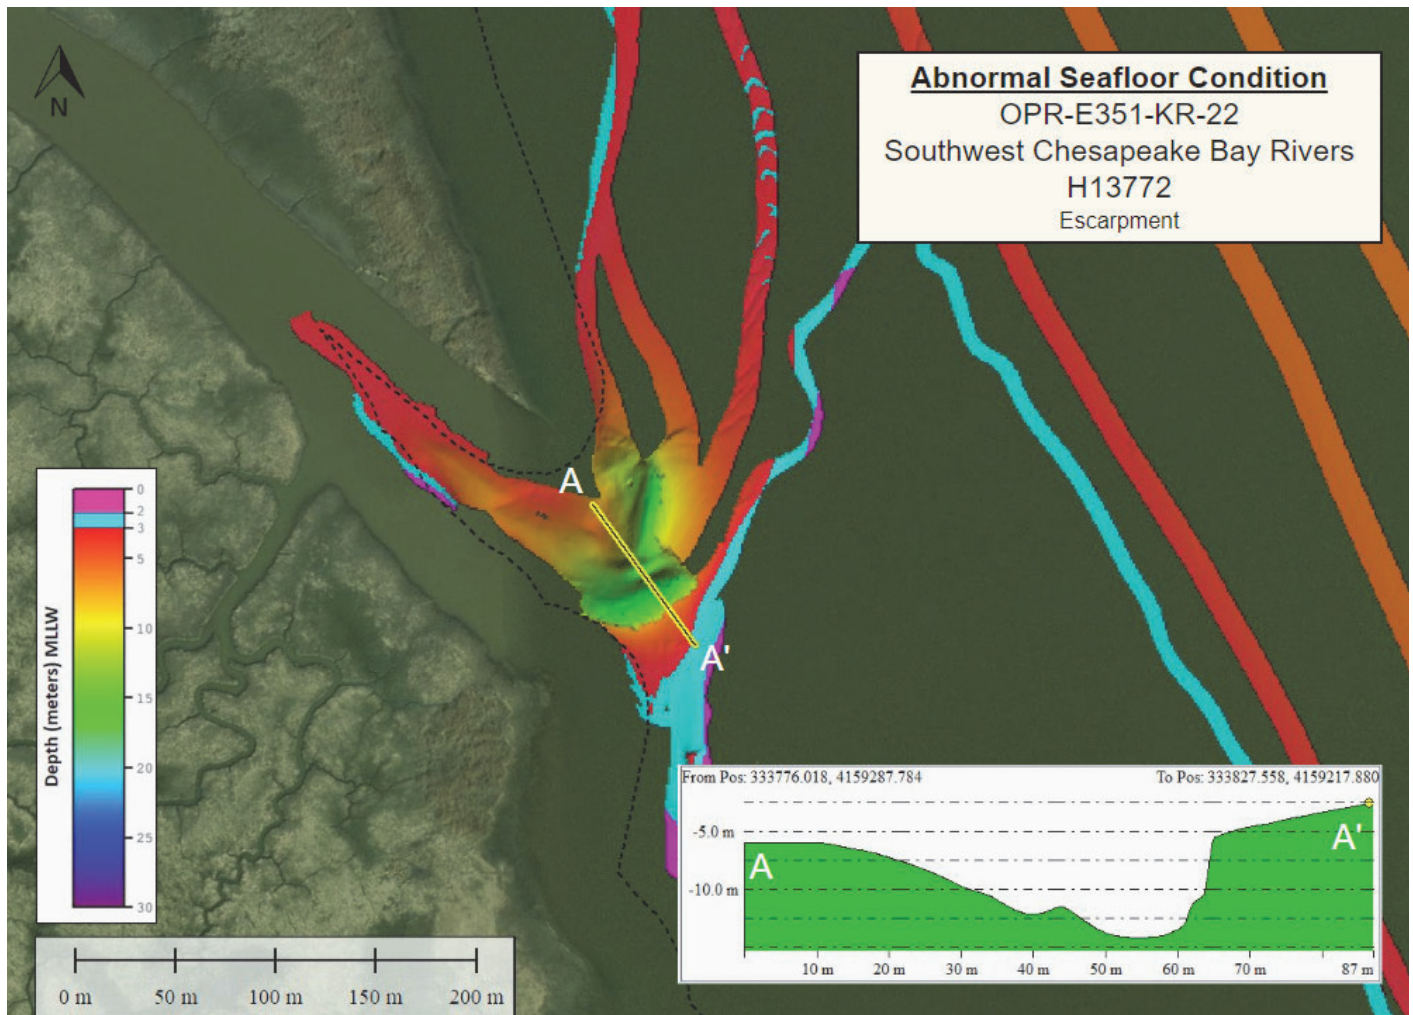 N
Abnormal Seafloor Condition
OPR-E351-KR-22
Southwest Chesapeake Bay Rivers
H13772
Escarpment
A
A'
Depth (meters) MLLW
0
2
3
5
10
15
20
25
30
0 m 50 m 100 m 150 m 200 m
From Pos: 333776.018, 4159287.784 To Pos: 333827.558, 4159217.880
-5.0 m
-10.0 m
A A'
10 m 20 m 30 m 40 m 50 m 60 m 70 m 87 m